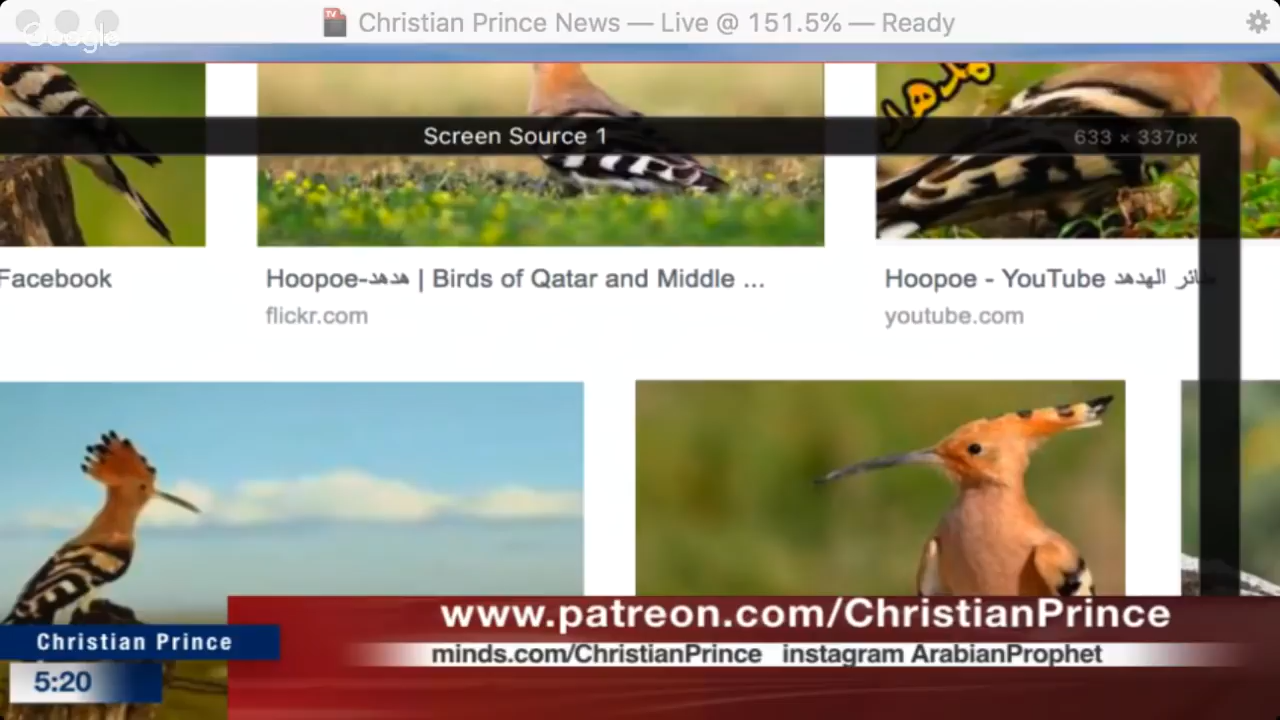 Christian Prince News — Live @ 151.5% — Ready
Google
هدهد
Screen Source 1
633 × 337px
Facebook
Hoopoe-هدهد | Birds of Qatar and Middle ...
flickr.com
Hoopoe - YouTube طائر الهدهد
youtube.com
www.patreon.com/ChristianPrince
Christian Prince
minds.com/ChristianPrince instagram ArabianProphet
5:20